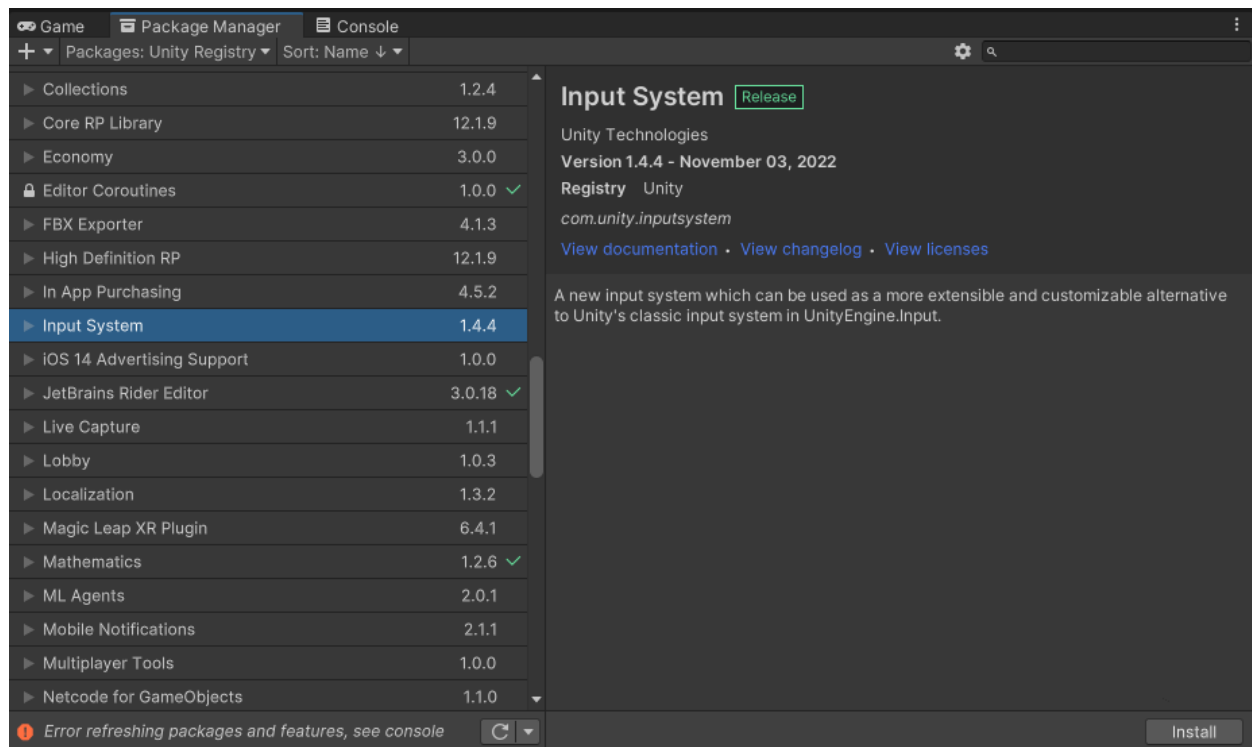 Game Package Manager Console
Packages: Unity Registry Sort: Name ↓
Collections 1.2.4
Core RP Library 12.1.9
Economy 3.0.0
Editor Coroutines 1.0.0
FBX Exporter 4.1.3
High Definition RP 12.1.9
In App Purchasing 4.5.2
Input System 1.4.4
iOS 14 Advertising Support 1.0.0
JetBrains Rider Editor 3.0.18
Live Capture 1.1.1
Lobby 1.0.3
Localization 1.3.2
Magic Leap XR Plugin 6.4.1
Mathematics 1.2.6
ML Agents 2.0.1
Mobile Notifications 2.1.1
Multiplayer Tools 1.0.0
Netcode for GameObjects 1.1.0
Error refreshing packages and features, see console
Input System Release
Unity Technologies
Version 1.4.4 - November 03, 2022
Registry Unity
com.unity.inputsystem
View documentation • View changelog • View licenses
A new input system which can be used as a more extensible and customizable alternative
to Unity's classic input system in UnityEngine.Input.
Install